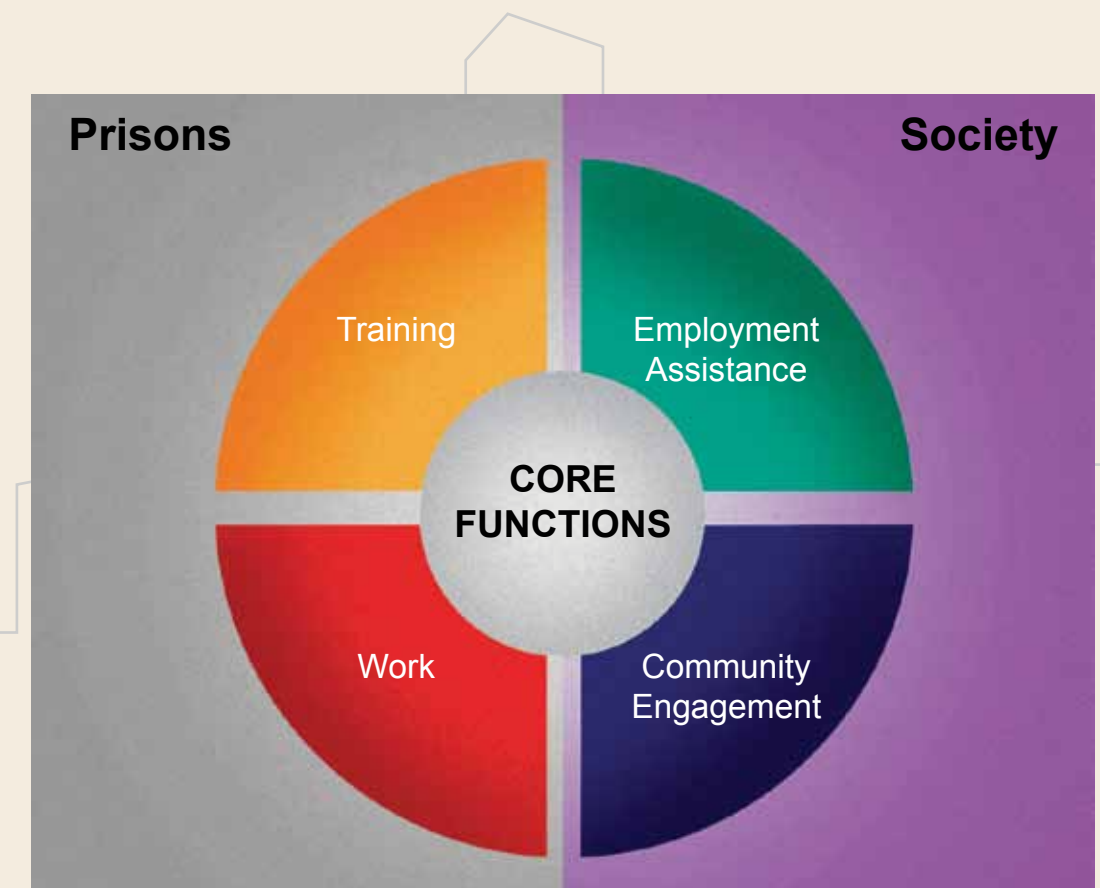 Prisons
Society
Training
Employment
Assistance
CORE
FUNCTIONS
Work
Community
Engagement